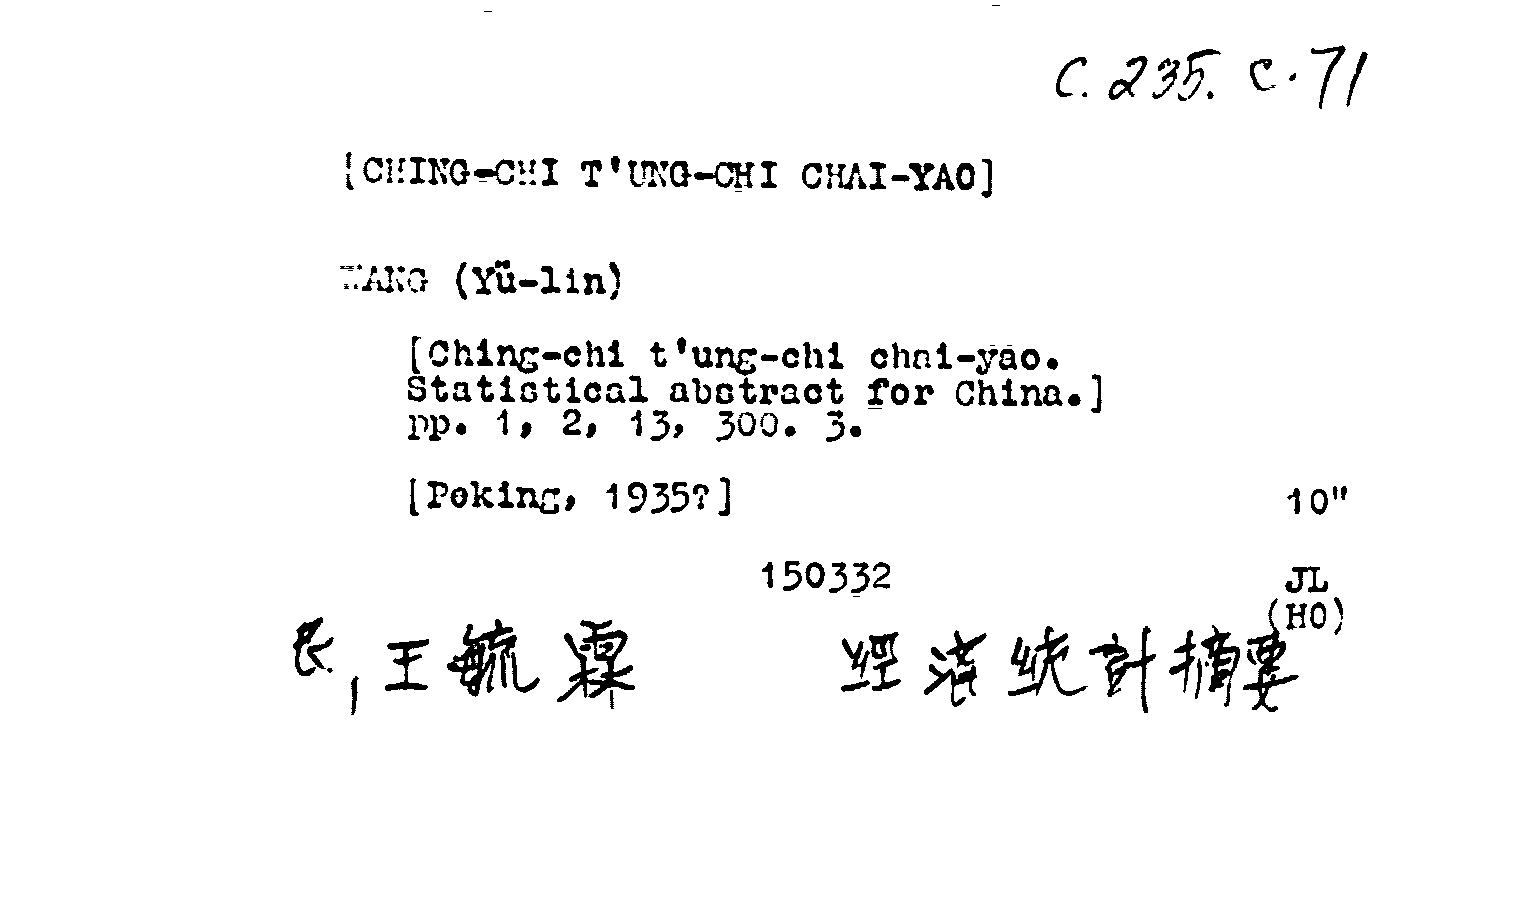 C. 235. c. 71
[CHING-CHI T'UNG-CHI CHAI-YAO]
WANG (Yü-lin)
[Ching-chi t'ung-chi chai-yao.
Statistical abstract for China.]
pp. 1, 2, 13, 300. 3.
[Peking, 1935?] 10"
150332 JL
(HO)
王毓霖 經濟統計摘要